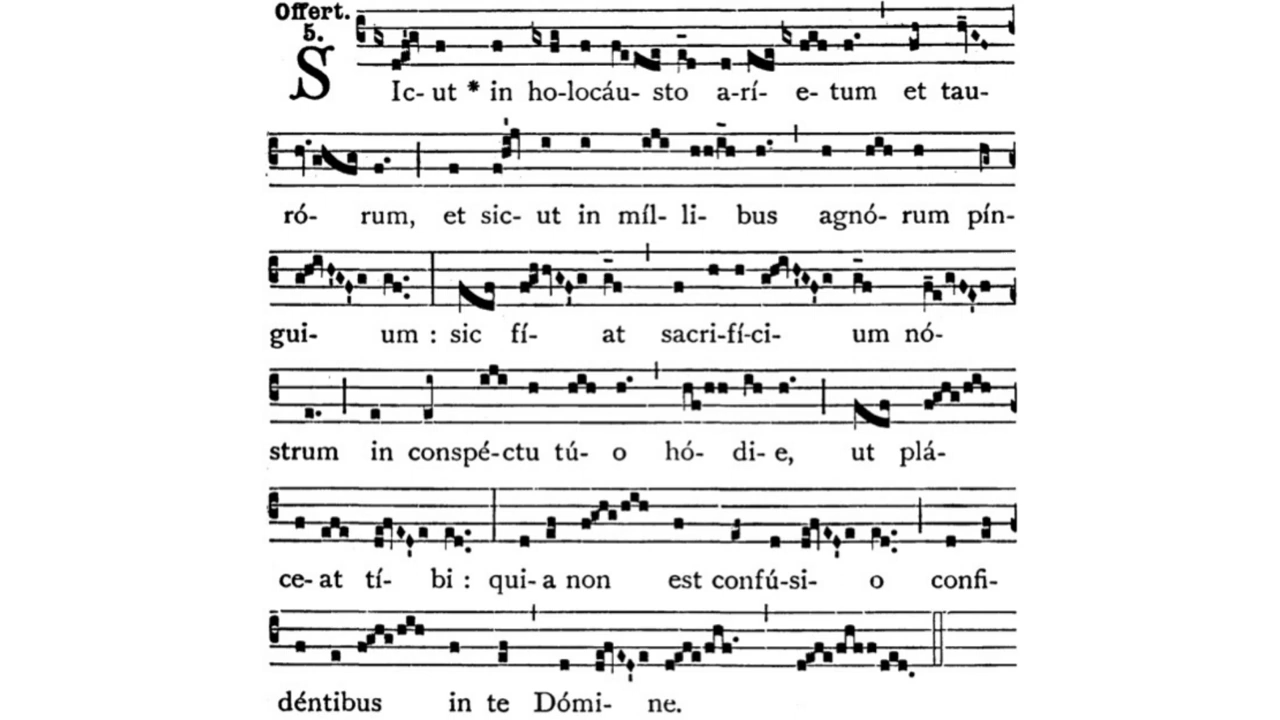 Offert.
5.
SIc- ut * in ho-locáu- sto a-rí- e- tum et tau-
ró- rum, et sic- ut in míl- li- bus agnó- rum pín-
gui- um : sic fí- at sacri-fí-ci- um nó-
strum in conspé-ctu tú- o hó- di- e, ut plá-
ce- at tí- bi : qui- a non est confú-si- o confi-
déntibus in te Dómi- ne.